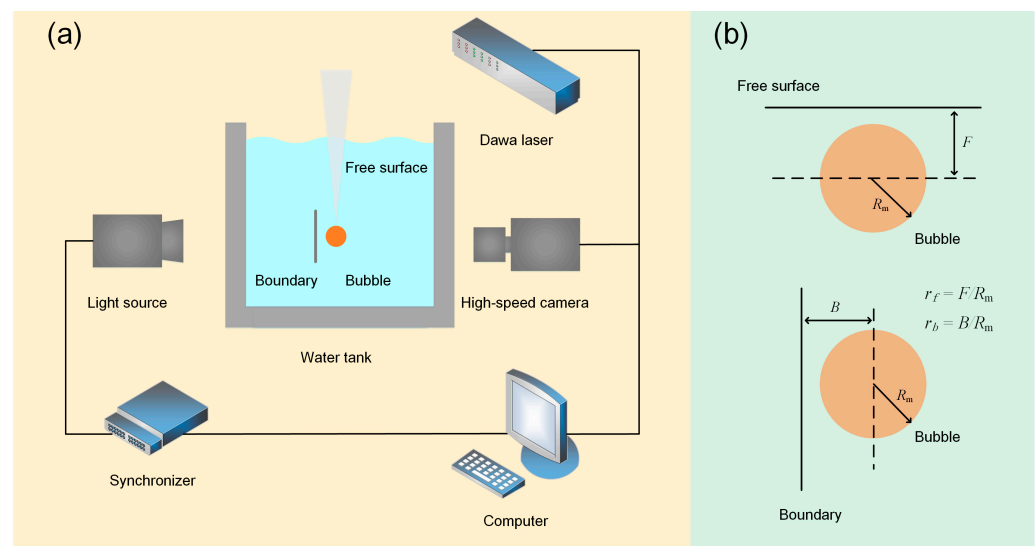 (a)
Dawa laser
Free surface
Boundary
Bubble
Light source
High-speed camera
Water tank
Synchronizer
Computer
(b)
Free surface
F
Rm
Bubble
B
rf = F/Rm
rb = B/Rm
Rm
Bubble
Boundary